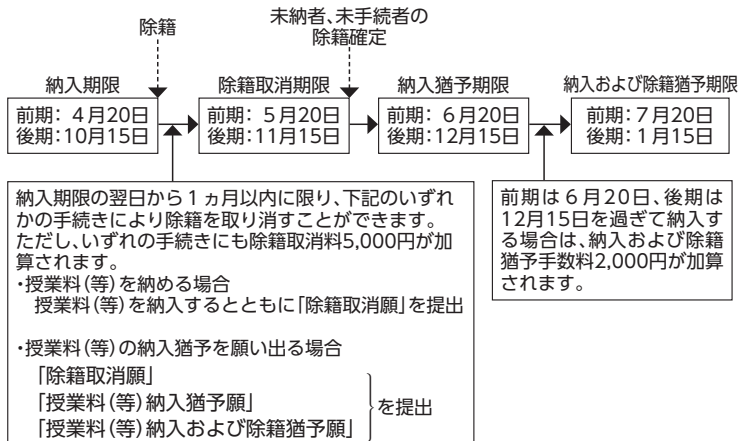 除籍
未納者、未手続者の
除籍確定
納入期限
前期：４月20日
後期：10月15日
除籍取消期限
前期：５月20日
後期：11月15日
納入猶予期限
前期：６月20日
後期：12月15日
納入および除籍猶予期限
前期：７月20日
後期：１月15日
納入期限の翌日から１ヵ月以内に限り、下記のいずれ
かの手続きにより除籍を取り消すことができます。
ただし、いずれの手続きにも除籍取消料5,000円が加
算されます。
・授業料（等）を納める場合
授業料（等）を納入するとともに「除籍取消願」を提出
・授業料（等）の納入猶予を願い出る場合
「除籍取消願」
「授業料（等）納入猶予願」
「授業料（等）納入および除籍猶予願」
を提出
前期は６月20日、後期は
12月15日を過ぎて納入す
る場合は、納入および除籍
猶予手数料2,000円が加算
されます。